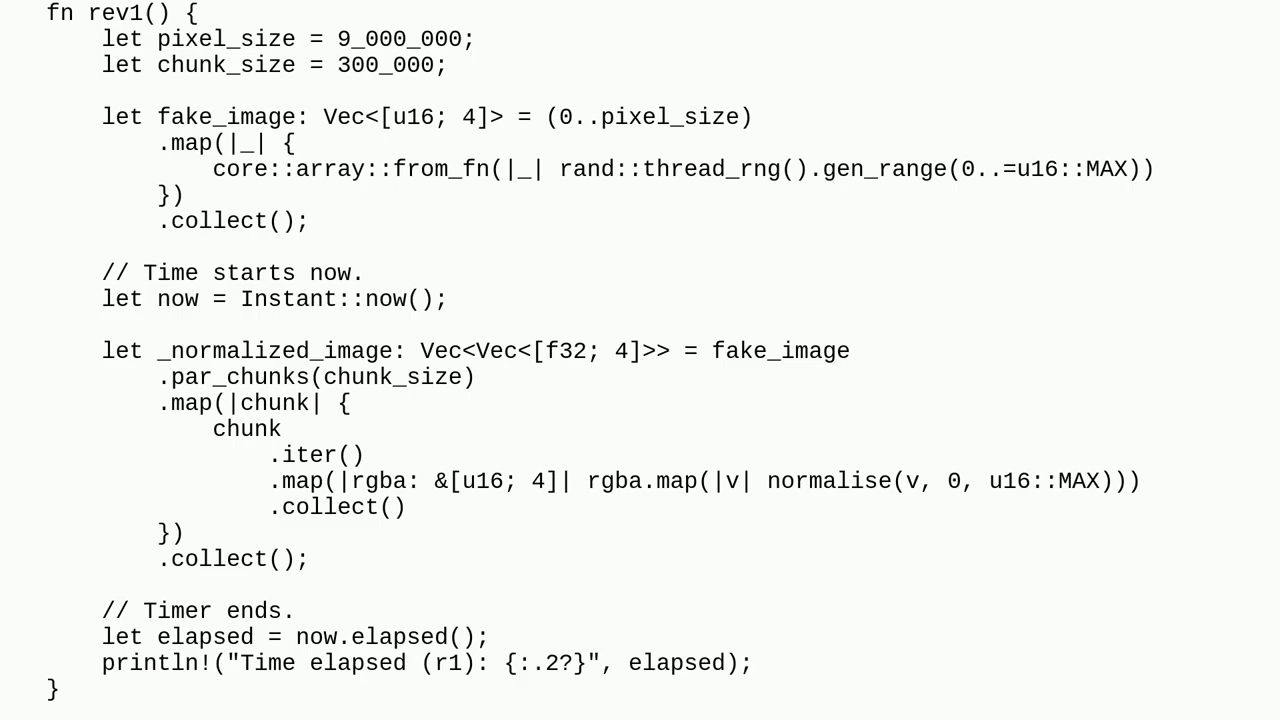 fn rev1() {
    let pixel_size = 9_000_000;
    let chunk_size = 300_000;

    let fake_image: Vec<[u16; 4]> = (0..pixel_size)
        .map(|_| {
            core::array::from_fn(|_| rand::thread_rng().gen_range(0..=u16::MAX))
        })
        .collect();

    // Time starts now.
    let now = Instant::now();

    let _normalized_image: Vec<Vec<[f32; 4]>> = fake_image
        .par_chunks(chunk_size)
        .map(|chunk| {
            chunk
                .iter()
                .map(|rgba: &[u16; 4]| rgba.map(|v| normalise(v, 0, u16::MAX)))
                .collect()
        })
        .collect();

    // Timer ends.
    let elapsed = now.elapsed();
    println!("Time elapsed (r1): {:.2?}", elapsed);
}